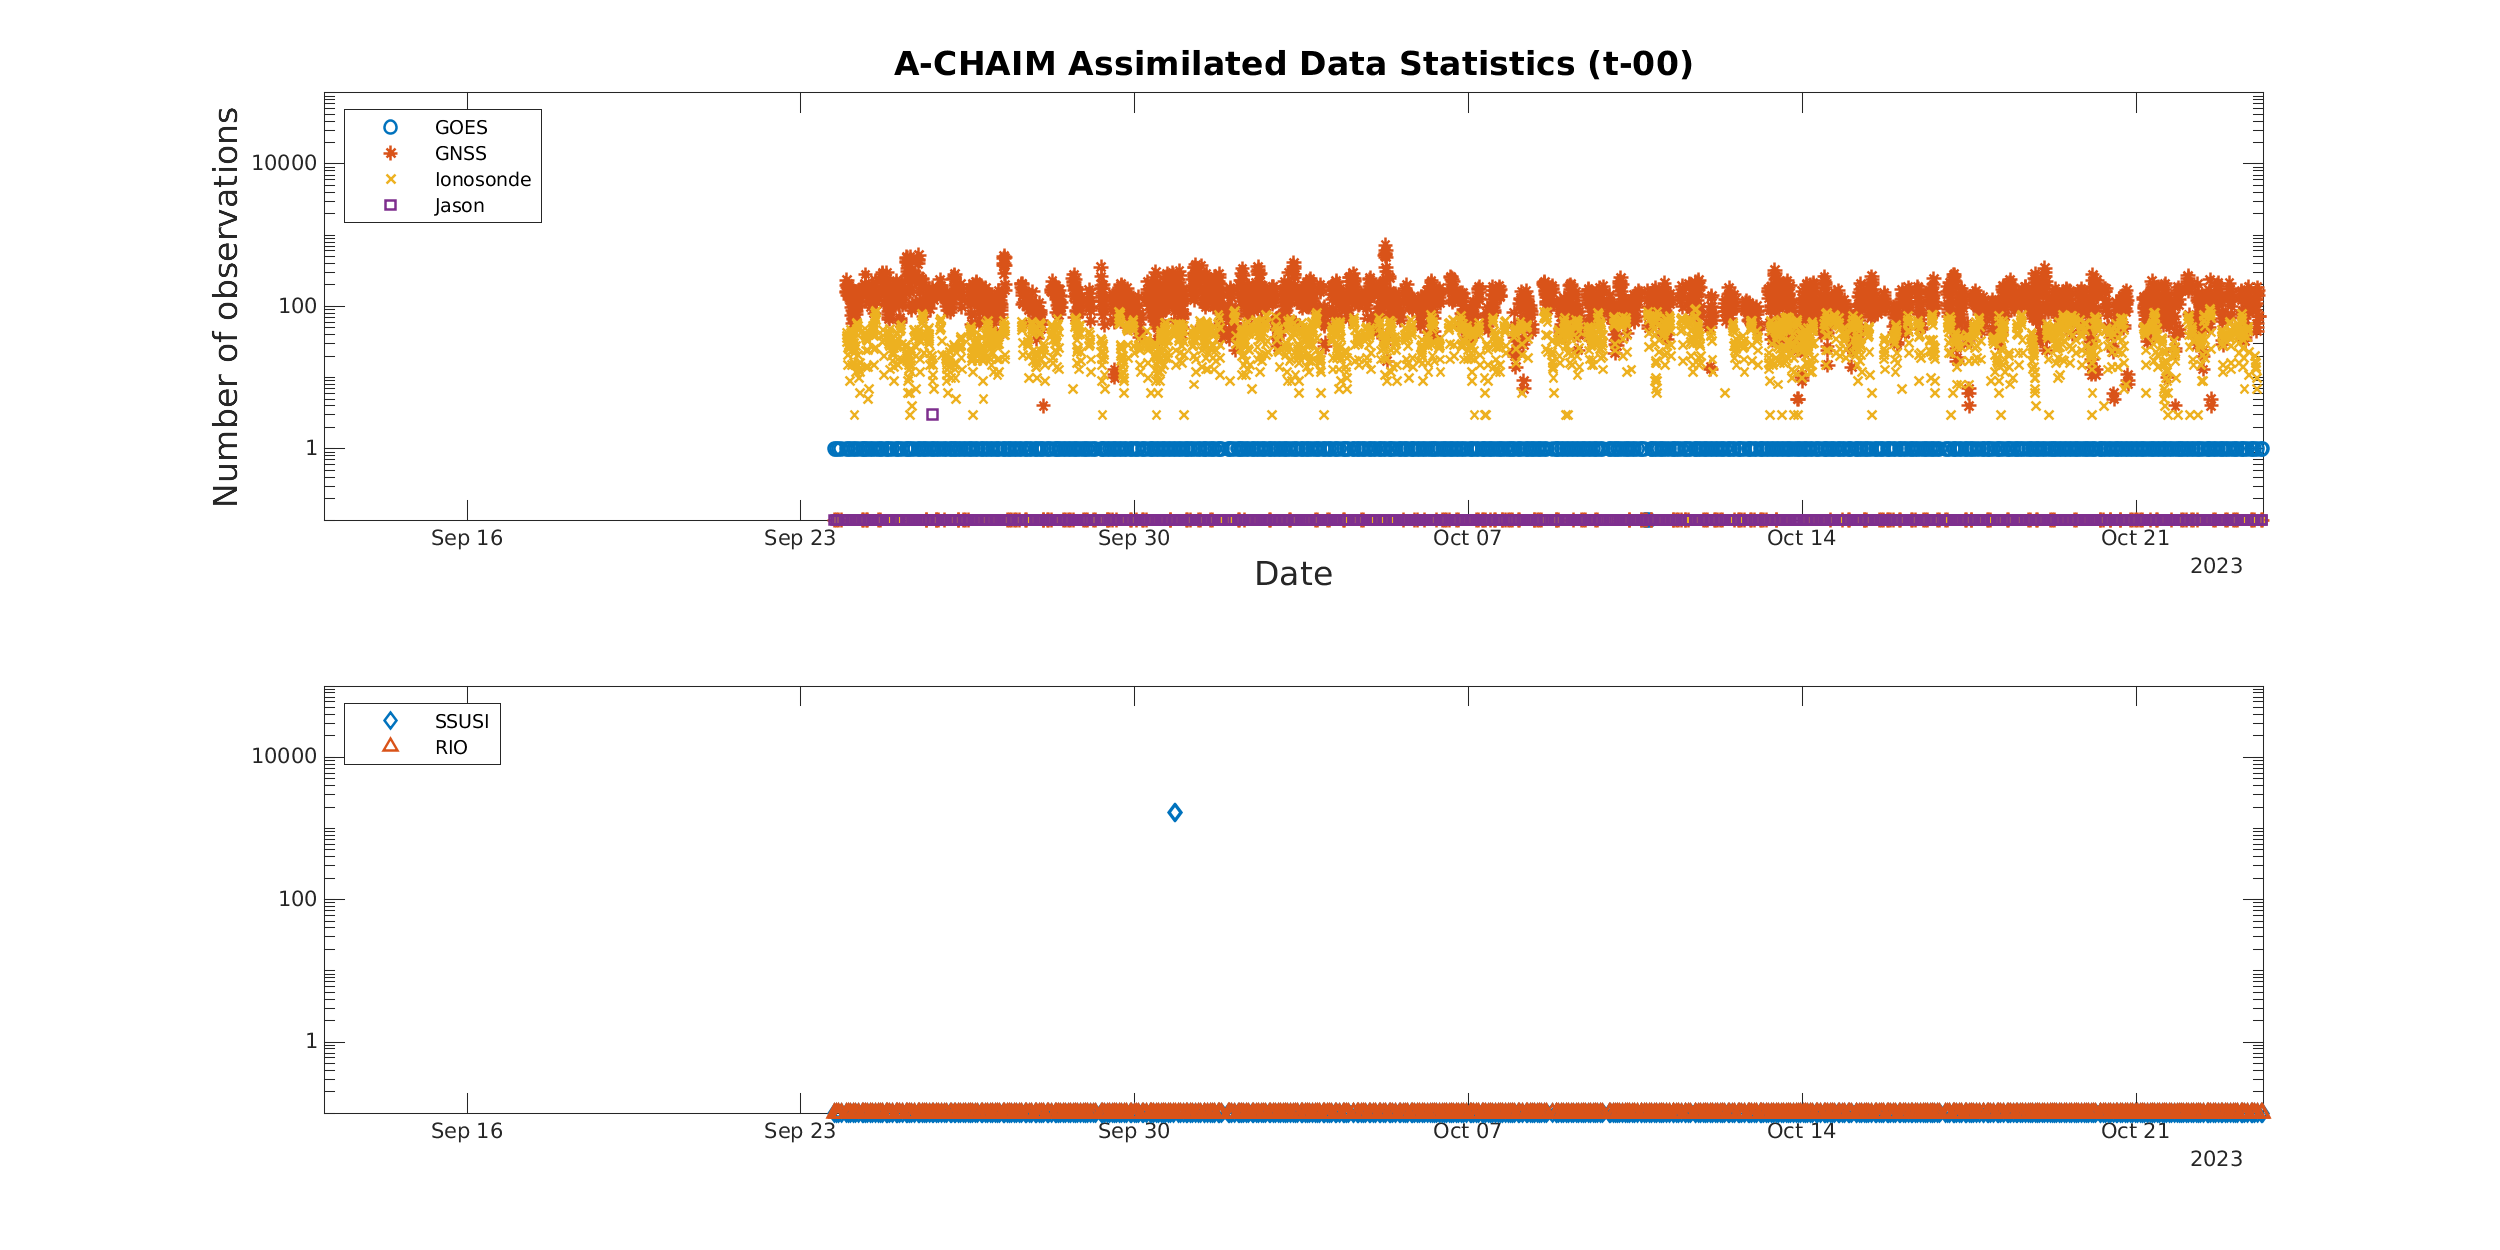 A-CHAIM Assimilated Data Statistics (t-00)
Number of observations
GOES
GNSS
Ionosonde
Jason
10000
100
1
Sep 16 Sep 23 Sep 30 Oct 07 Oct 14 Oct 21
2023
Date
SSUSI
RIO
10000
100
1
Sep 16 Sep 23 Sep 30 Oct 07 Oct 14 Oct 21
2023